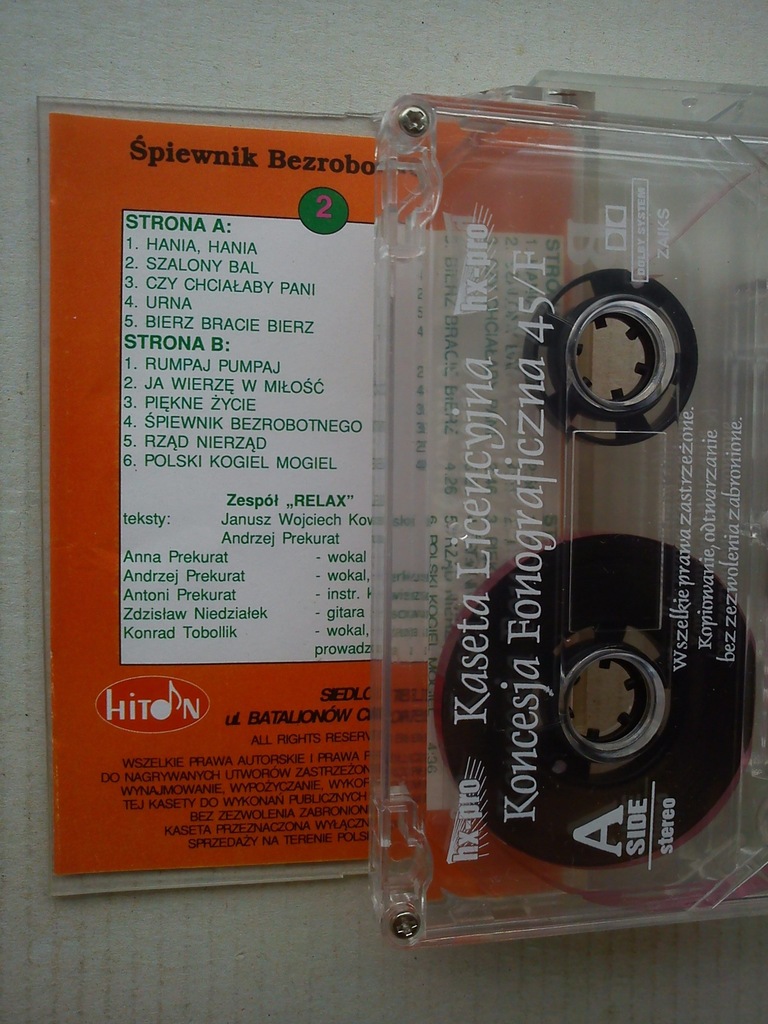 Śpiewnik Bezrobo
2
STRONA A:
1. HANIA, HANIA
2. SZALONY BAL
3. CZY CHCIAŁABY PANI
4. URNA
5. BIERZ BRACIE BIERZ
STRONA B:
1. RUMPAJ PUMPAJ
2. JA WIERZĘ W MIŁOŚĆ
3. PIĘKNE ŻYCIE
4. ŚPIEWNIK BEZROBOTNEGO
5. RZĄD NIERZĄD
6. POLSKI KOGIEL MOGIEL
Zespół „RELAX”
teksty: Janusz Wojciech Kow
Andrzej Prekurat
Anna Prekurat - wokal
Andrzej Prekurat - wokal,
Antoni Prekurat - instr. K
Zdzisław Niedziałek - gitara
Konrad Tobollik - wokal,
prowadz
HITON
SIEDLC
ul. BATALIONÓW C
ALL RIGHTS RESERV
WSZELKIE PRAWA AUTORSKIE I PRAWA P
DO NAGRYWANYCH UTWORÓW ZASTRZEŻON
WYNAJMOWANIE, WYPOŻYCZANIE, WYKOR
TEJ KASETY DO WYKONAŃ PUBLICZNYCH
BEZ ZEZWOLENIA ZABRONION
KASETA PRZEZNACZONA WYŁĄCZN
SPRZEDAŻY NA TERENIE POLSK
hx-pro
hx-pro
Kaseta Licencyjna
Koncesja Fonograficzna 45/F
DOLBY SYSTEM
ZAIKS
A
SIDE
stereo
Wszelkie prawa zastrzeżone.
Kopiowanie, odtwarzanie
bez zezwolenia zabronione.